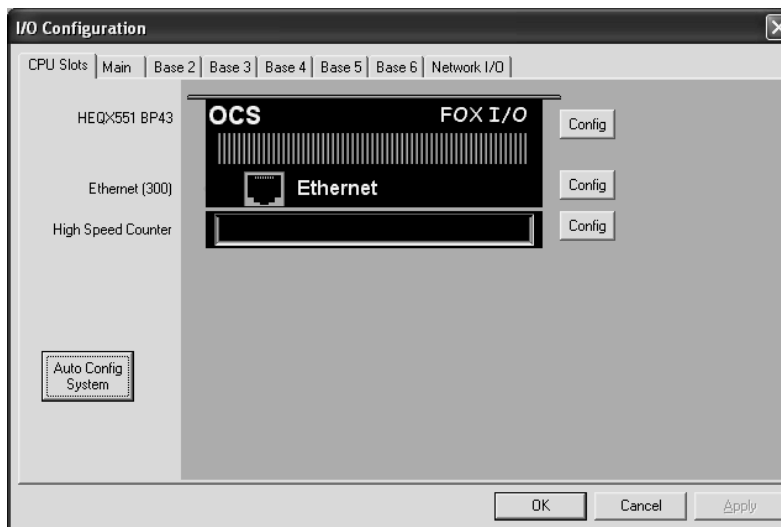 I/O Configuration
CPU Slots Main Base 2 Base 3 Base 4 Base 5 Base 6 Network I/O
HEQX551 BP43
OCS FOX I/O
Config
Ethernet (300)
Ethernet
Config
High Speed Counter
Config
Auto Config
System
OK Cancel Apply